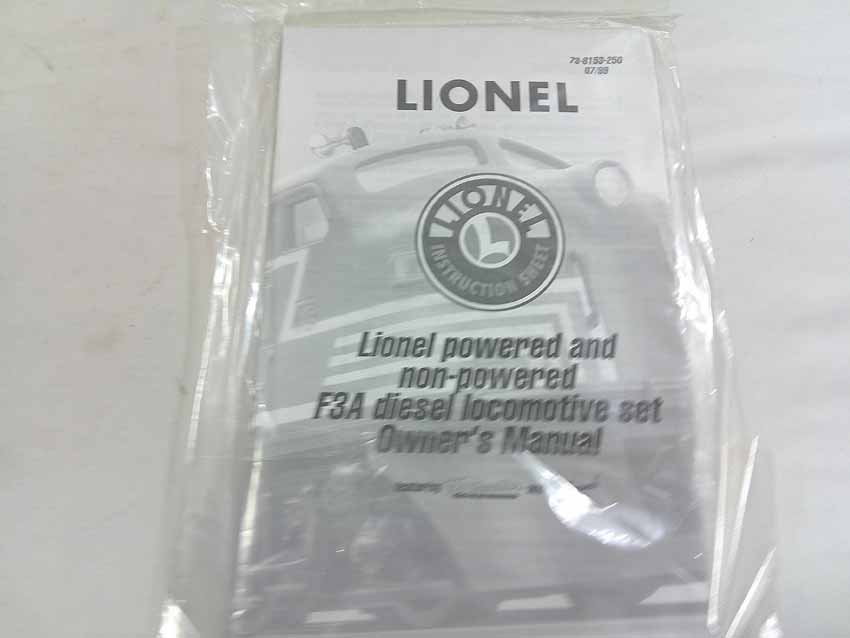 73-8153-250
07/99
LIONEL
LIONEL
L
INSTRUCTION SHEET
Lionel powered and
non-powered
F3A diesel locomotive set
Owner's Manual
featuring